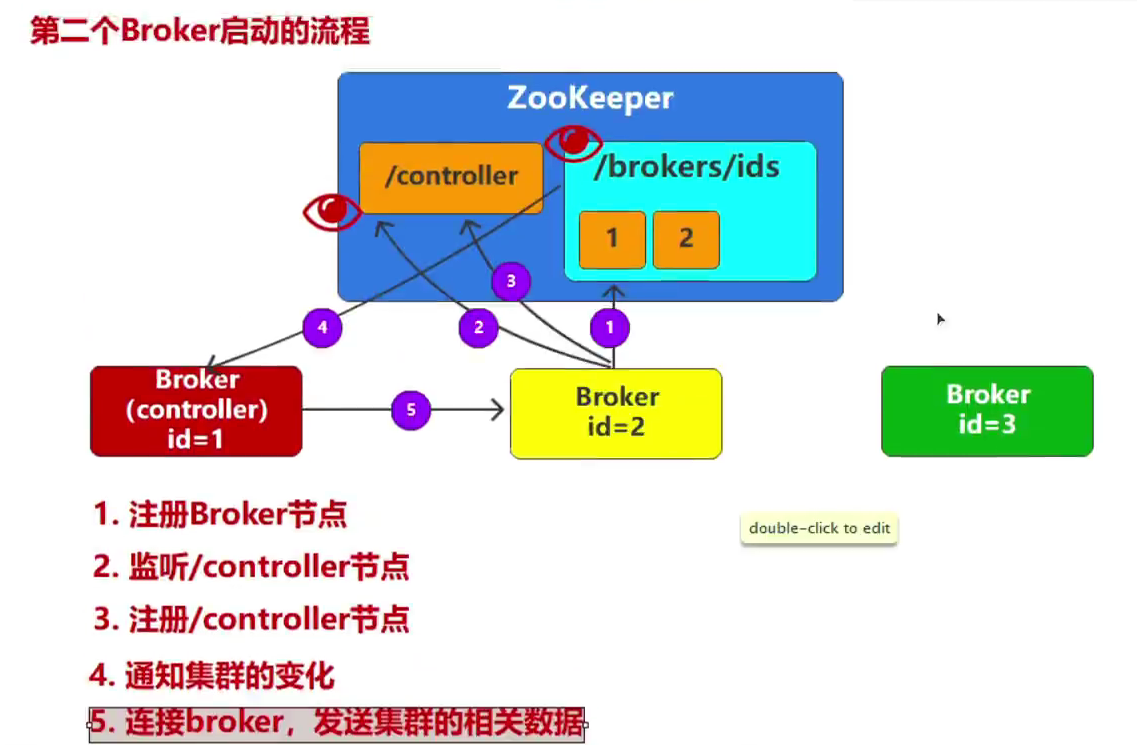 第二个Broker启动的流程
ZooKeeper
/controller
/brokers/ids
1
2
3
4
2
1
Broker
(controller)
id=1
5
Broker
id=2
Broker
id=3
1. 注册Broker节点
2. 监听/controller节点
3. 注册/controller节点
4. 通知集群的变化
5. 连接broker，发送集群的相关数据
double-click to edit